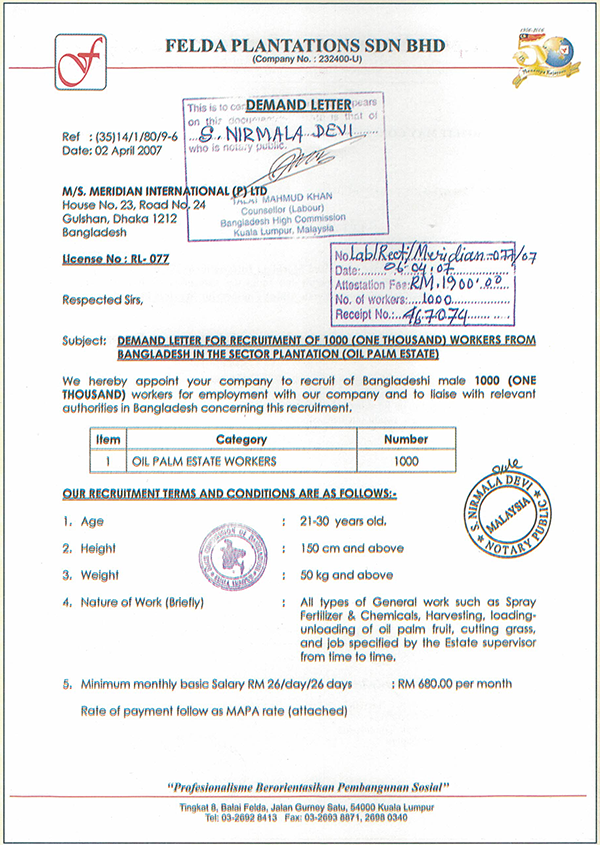 FELDA PLANTATIONS SDN BHD
(Company No. : 232400-U)
1956-2006
50
DEMAND LETTER
This is to
on this
is that of
S. NIRMALA DEVI
who is notary public.
TALAT MAHMUD KHAN
Counsellor (Labour)
Bangladesh High Commission
Kuala Lumpur, Malaysia
Ref : (35)14/1/80/9-6
Date: 02 April 2007
M/S. MERIDIAN INTERNATIONAL (P) LTD
House No. 23, Road No. 24
Gulshan, Dhaka 1212
Bangladesh
License No : RL- 077
No. Lab/Rect/Meridian-077/07
Date: 06.04.07
Attestation Fee: RM. 1900.00
No. of workers: 1000
Receipt No.: 467074
Respected Sirs,
Subject: DEMAND LETTER FOR RECRUITMENT OF 1000 (ONE THOUSAND) WORKERS FROM
BANGLADESH IN THE SECTOR PLANTATION (OIL PALM ESTATE)
We hereby appoint your company to recruit of Bangladeshi male 1000 (ONE
THOUSAND) workers for employment with our company and to liaise with relevant
authorities in Bangladesh concerning this recruitment.
Item Category Number
1 OIL PALM ESTATE WORKERS 1000
OUR RECRUITMENT TERMS AND CONDITIONS ARE AS FOLLOWS:-
S. NIRMALA DEVI
MALAYSIA
NOTARY PUBLIC
1. Age : 21-30 years old.
2. Height : 150 cm and above
3. Weight : 50 kg and above
4. Nature of Work (Briefly) : All types of General work such as Spray
Fertilizer & Chemicals, Harvesting, loading-
unloading of oil palm fruit, cutting grass,
and job specified by the Estate supervisor
from time to time.
5. Minimum monthly basic Salary RM 26/day/26 days : RM 680.00 per month
Rate of payment follow as MAPA rate (attached)
"Profesionalisme Berorientasikan Pembangunan Sosial"
Tingkat 8, Balai Felda, Jalan Gurney Satu, 54000 Kuala Lumpur
Tel: 03-2692 8413 Fax: 03-2693 8871, 2698 0340